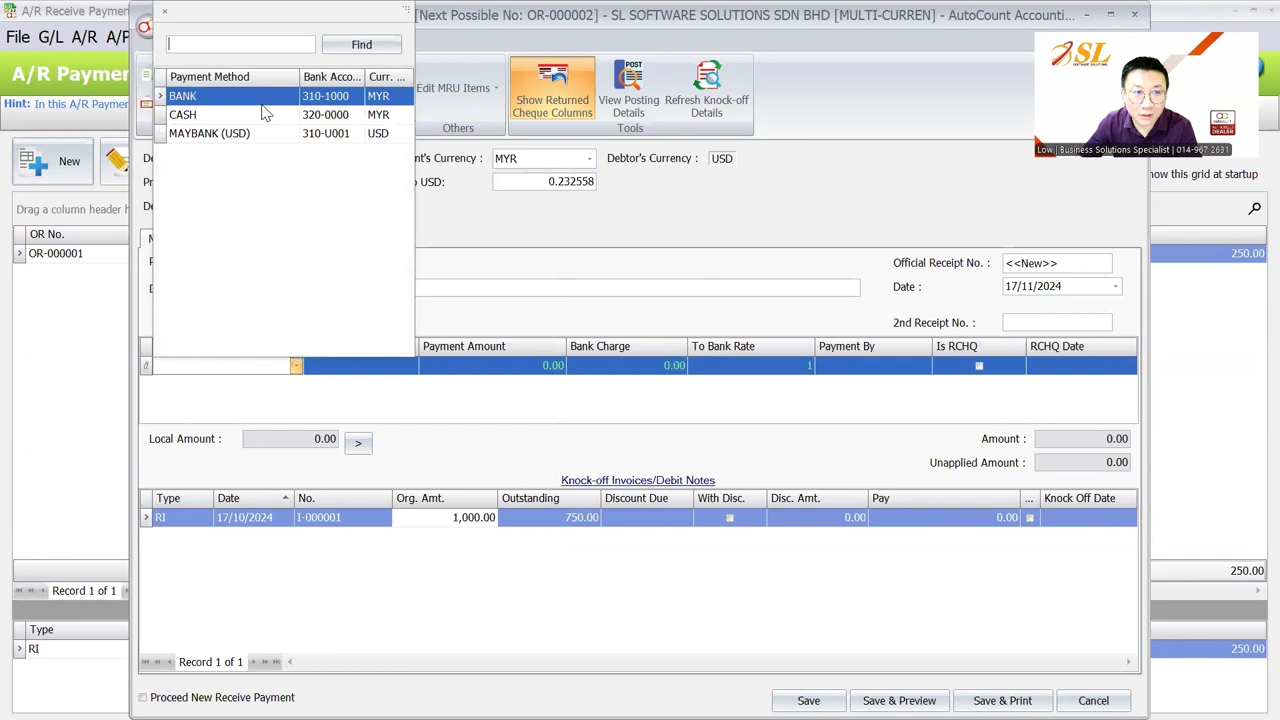 A/R Receive Paym
[Next Possible No: OR-000002] - SL SOFTWARE SOLUTIONS SDN BHD [MULTI-CURREN] - AutoCount Accounti...
File G/L A/R A/P
A/R Payment
Hint: In this A/R Paymer
Find
Payment Method Bank Acco... Curr. ...
BANK 310-1000 MYR
CASH 320-0000 MYR
MAYBANK (USD) 310-U001 USD
Edit MRU Items
Others
Show Returned Cheque Columns
View Posting Details
Refresh Knock-off Details
Tools
SL
SOFTWARE SOLUTIONS
DEALER
Low | Business Solutions Specialist | 014-967 2631
New
how this grid at startup
nt's Currency : MYR Debtor's Currency : USD
o USD: 0.232558
Drag a column header h
OR No.
OR-000001 250.00
Official Receipt No. : <<New>>
Date : 17/11/2024
2nd Receipt No. :
Payment Amount Bank Charge To Bank Rate Payment By Is RCHQ RCHQ Date
0.00 0.00 1
Local Amount : 0.00 > Amount : 0.00
Unapplied Amount : 0.00
Knock-off Invoices/Debit Notes
Type Date No. Org. Amt. Outstanding Discount Due With Disc. Disc. Amt. Pay ... Knock Off Date
RI 17/10/2024 I-000001 1,000.00 750.00 0.00 0.00
250.00
Record 1 of 1
Type
RI 250.00
Record 1 of 1
Proceed New Receive Payment
Save Save & Preview Save & Print Cancel